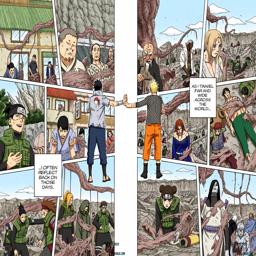 AS I TRAVEL
FAR AND
WIDE
ACROSS
THE
WORLD...
...I OFTEN
REFLECT
BACK ON
THOSE
DAYS.